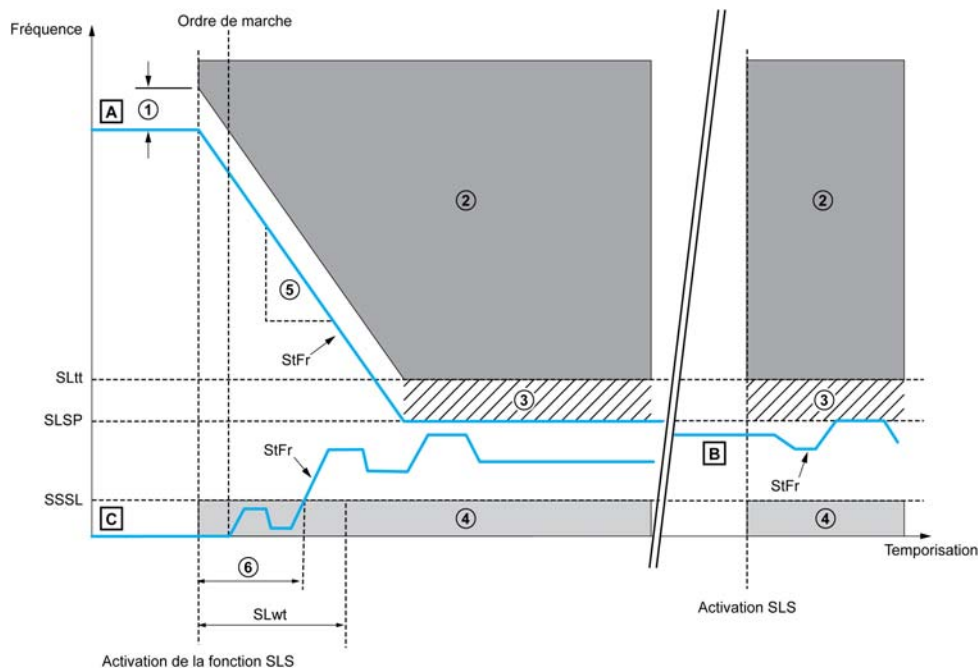 Ordre de marche
Fréquence
A
1
2
2
5
StFr
SLtt
3
3
SLSP
StFr
B
StFr
SSSL
C
4
4
Temporisation
6
SLwt
Activation SLS
Activation de la fonction SLS